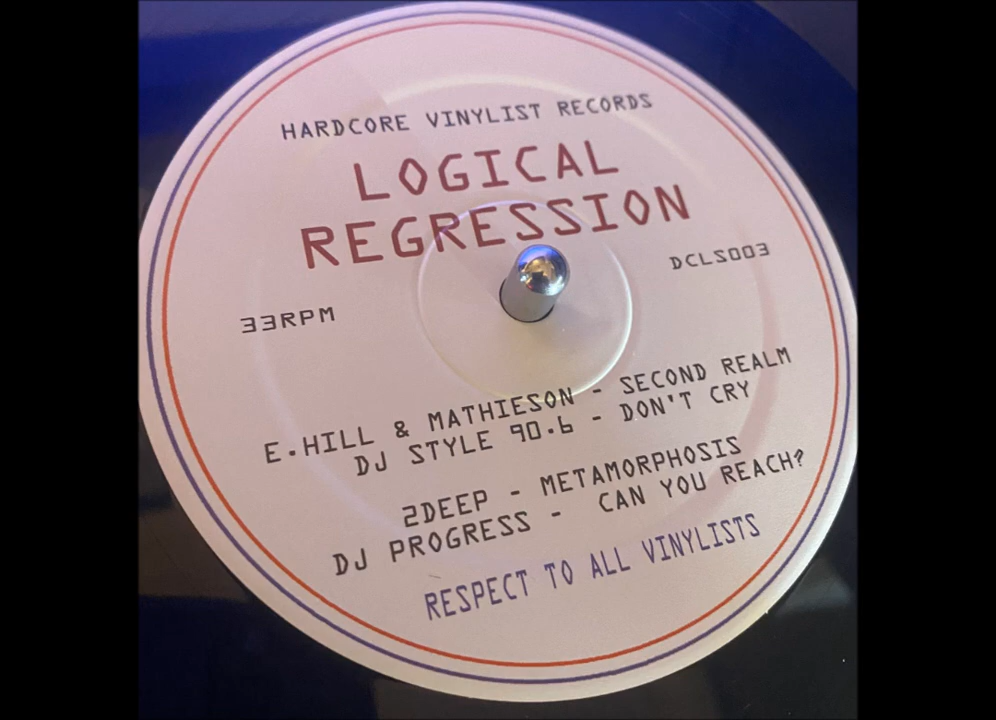 HARDCORE VINYLIST RECORDS
LOGICAL
REGRESSION
DCLS003
33RPM
E.HILL & MATHIESON - SECOND REALM
DJ STYLE 90.6 - DON'T CRY
2DEEP - METAMORPHOSIS
DJ PROGRESS - CAN YOU REACH?
RESPECT TO ALL VINYLISTS